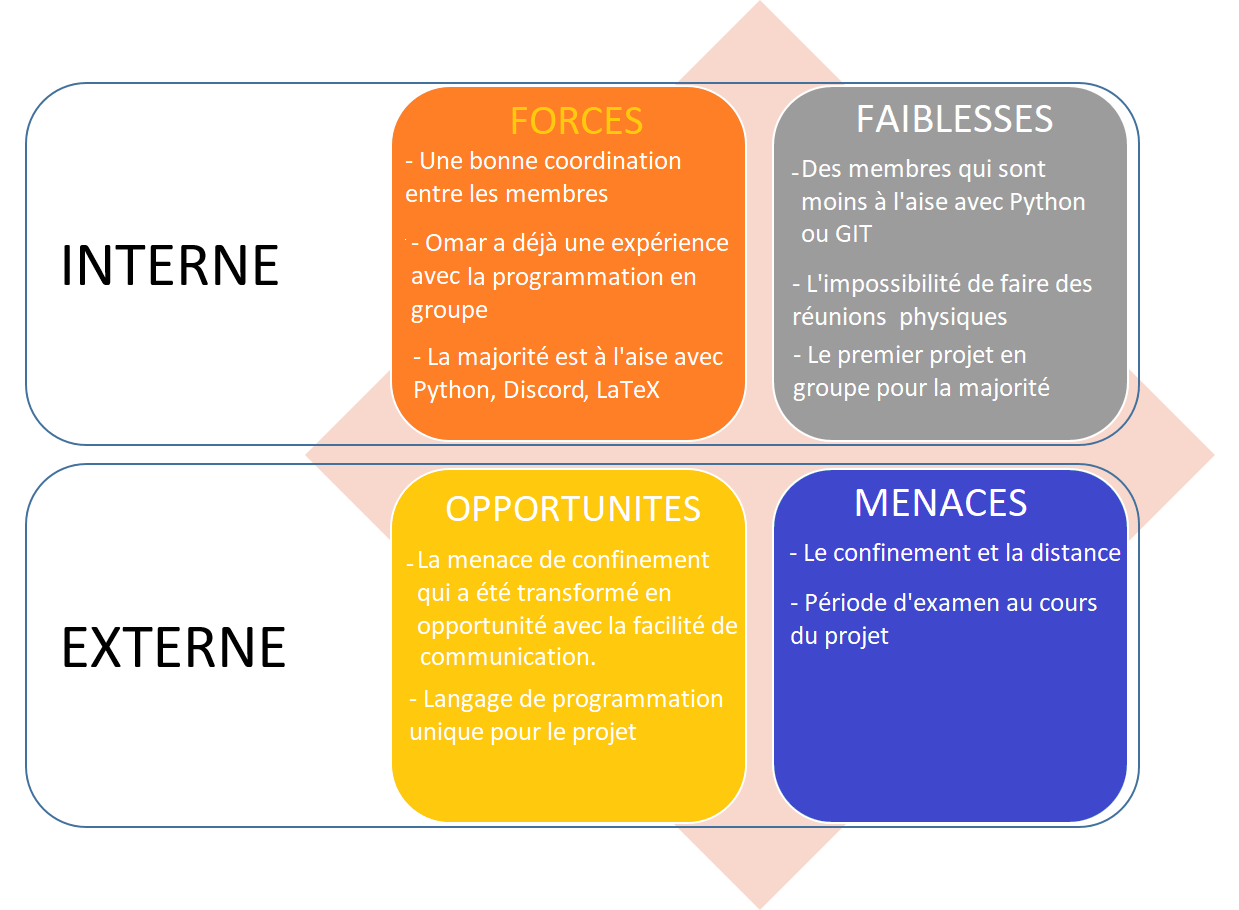 INTERNE
FORCES
- Une bonne coordination
entre les membres
- Omar a déjà une expérience
avec la programmation en
groupe
- La majorité est à l'aise avec
Python, Discord, LaTeX
FAIBLESSES
-Des membres qui sont
moins à l'aise avec Python
ou GIT
- L'impossibilité de faire des
réunions  physiques
- Le premier projet en
groupe pour la majorité
EXTERNE
OPPORTUNITES
-La menace de confinement
qui a été transformé en
opportunité avec la facilité de
communication.
- Langage de programmation
unique pour le projet
MENACES
- Le confinement et la distance
- Période d'examen au cours
du projet